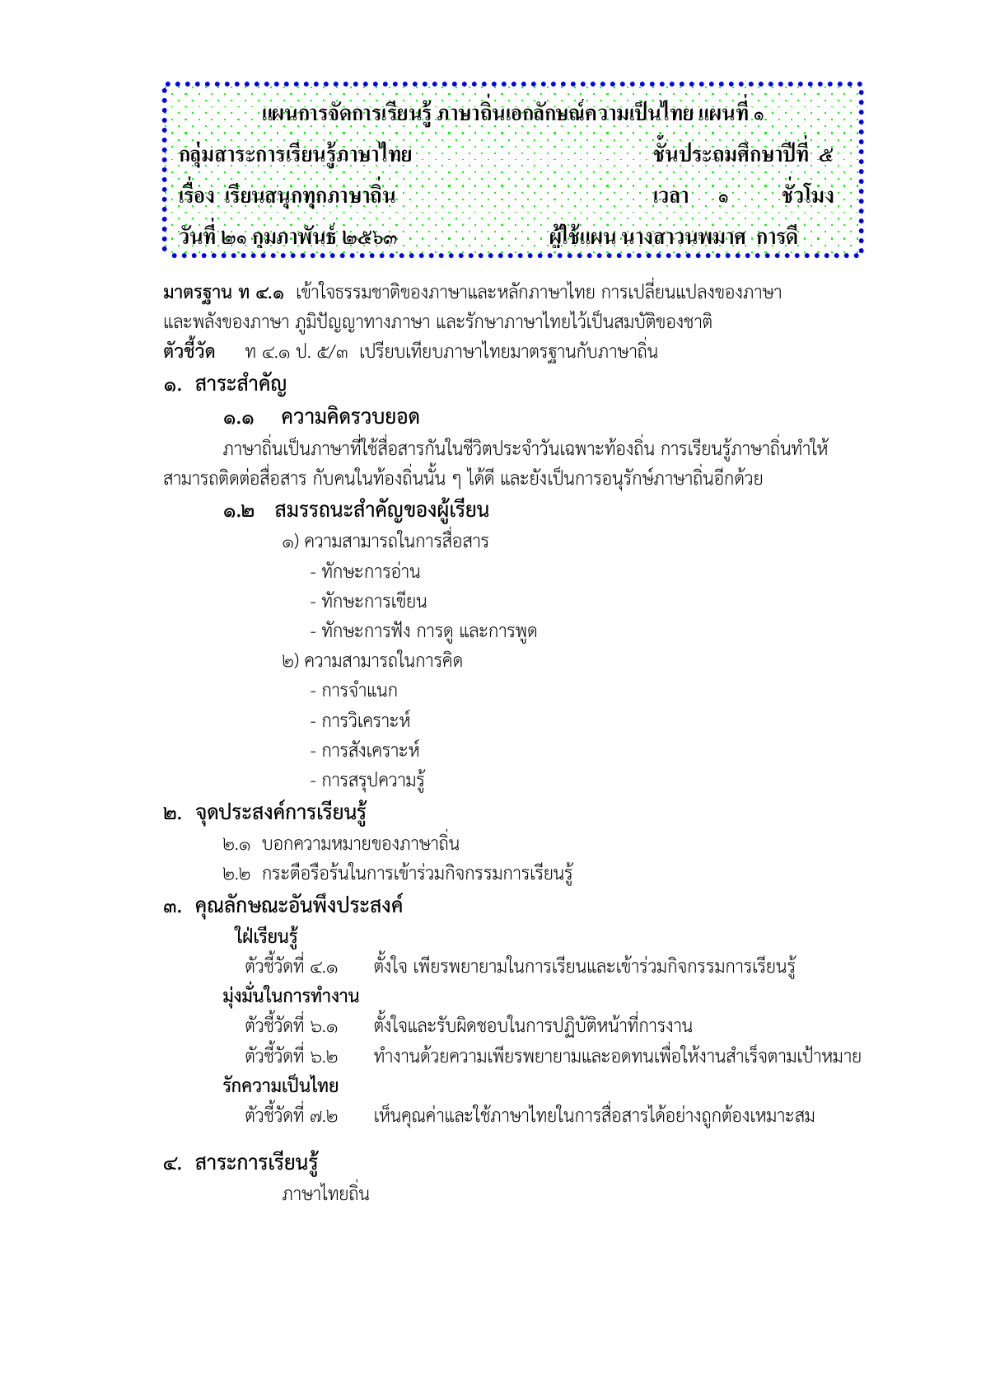 แผนการจัดการเรียนรู้ ภาษาถิ่นเอกลักษณ์ความเป็นไทย แผนที่ ๑
กลุ่มสาระการเรียนรู้ภาษาไทย ชั้นประถมศึกษาปีที่ ๕
เรื่อง เรียนสนุกทุกภาษาถิ่น เวลา ๑ ชั่วโมง
วันที่ ๒๑ กุมภาพันธ์ ๒๕๖๓ ผู้ใช้แผน นางสาวนพมาศ การดี
มาตรฐาน ท ๔.๑ เข้าใจธรรมชาติของภาษาและหลักภาษาไทย การเปลี่ยนแปลงของภาษา
และพลังของภาษา ภูมิปัญญาทางภาษา และรักษาภาษาไทยไว้เป็นสมบัติของชาติ
ตัวชี้วัด ท ๔.๑ ป. ๕/๓ เปรียบเทียบภาษาไทยมาตรฐานกับภาษาถิ่น
๑. สาระสำคัญ
๑.๑ ความคิดรวบยอด
ภาษาถิ่นเป็นภาษาที่ใช้สื่อสารกันในชีวิตประจำวันเฉพาะท้องถิ่น การเรียนรู้ภาษาถิ่นทำให้
สามารถติดต่อสื่อสาร กับคนในท้องถิ่นนั้น ๆ ได้ดี และยังเป็นการอนุรักษ์ภาษาถิ่นอีกด้วย
๑.๒ สมรรถนะสำคัญของผู้เรียน
๑) ความสามารถในการสื่อสาร
- ทักษะการอ่าน
- ทักษะการเขียน
- ทักษะการฟัง การดู และการพูด
๒) ความสามารถในการคิด
- การจำแนก
- การวิเคราะห์
- การสังเคราะห์
- การสรุปความรู้
๒. จุดประสงค์การเรียนรู้
๒.๑ บอกความหมายของภาษาถิ่น
๒.๒ กระตือรือร้นในการเข้าร่วมกิจกรรมการเรียนรู้
๓. คุณลักษณะอันพึงประสงค์
ใฝ่เรียนรู้
ตัวชี้วัดที่ ๔.๑ ตั้งใจ เพียรพยายามในการเรียนและเข้าร่วมกิจกรรมการเรียนรู้
มุ่งมั่นในการทำงาน
ตัวชี้วัดที่ ๖.๑ ตั้งใจและรับผิดชอบในการปฏิบัติหน้าที่การงาน
ตัวชี้วัดที่ ๖.๒ ทำงานด้วยความเพียรพยายามและอดทนเพื่อให้งานสำเร็จตามเป้าหมาย
รักความเป็นไทย
ตัวชี้วัดที่ ๗.๒ เห็นคุณค่าและใช้ภาษาไทยในการสื่อสารได้อย่างถูกต้องเหมาะสม
๔. สาระการเรียนรู้
ภาษาไทยถิ่น